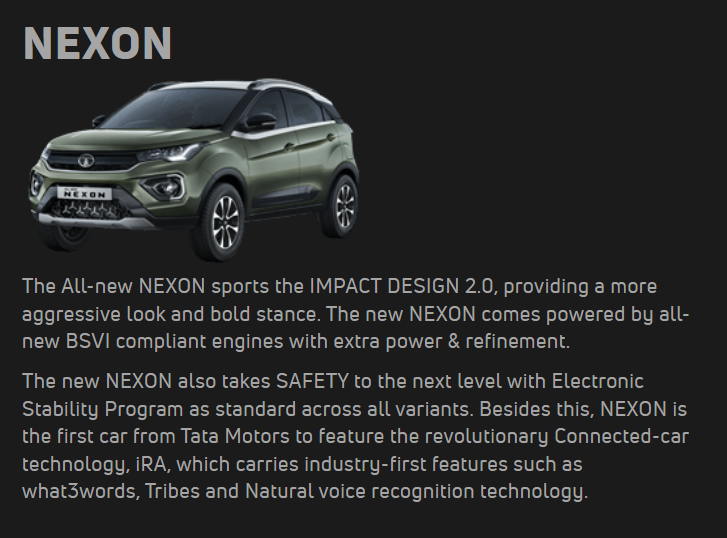 NEXON
NEXON
The All-new NEXON sports the IMPACT DESIGN 2.0, providing a more
aggressive look and bold stance. The new NEXON comes powered by all-
new BSVI compliant engines with extra power & refinement.
The new NEXON also takes SAFETY to the next level with Electronic
Stability Program as standard across all variants. Besides this, NEXON is
the first car from Tata Motors to feature the revolutionary Connected-car
technology, iRA, which carries industry-first features such as
what3words, Tribes and Natural voice recognition technology.